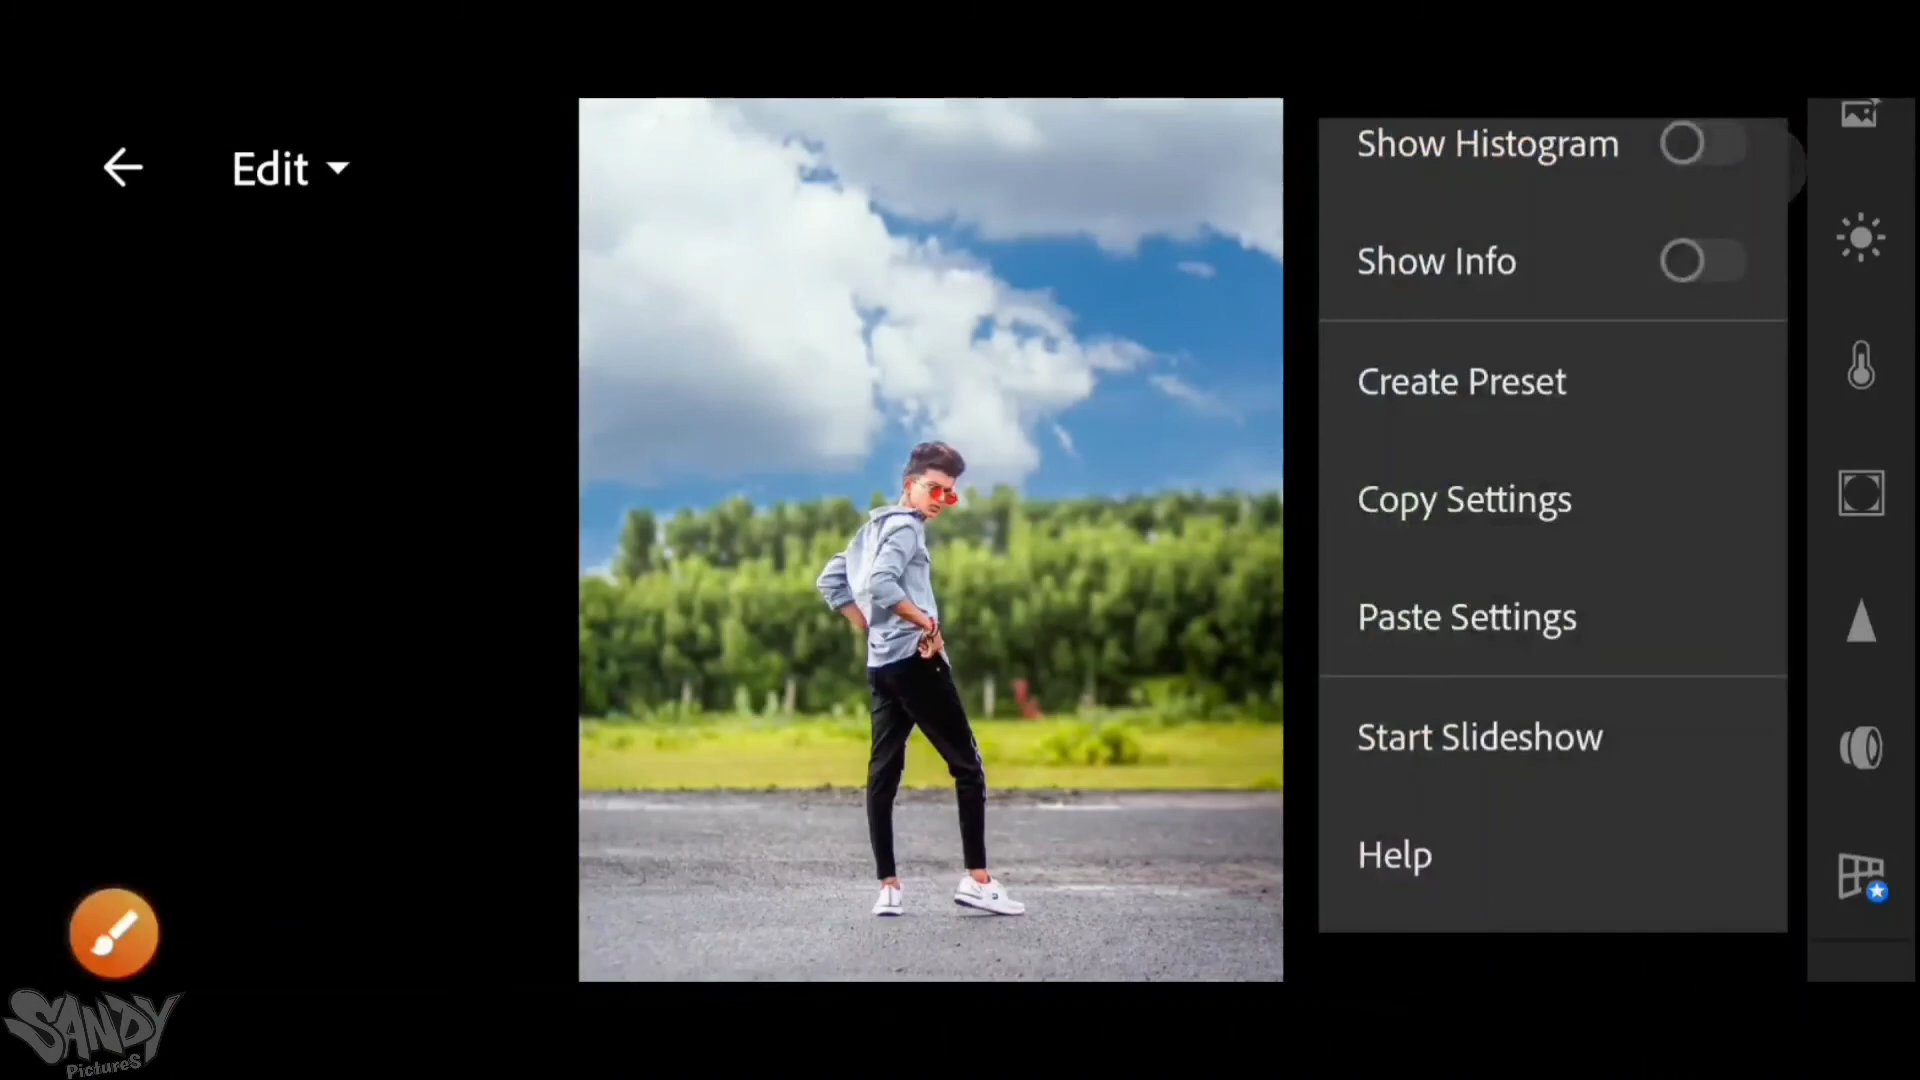 Edit
Show Histogram
Show Info
Create Preset
Copy Settings
Paste Settings
Start Slideshow
Help
SANDY
PictureS